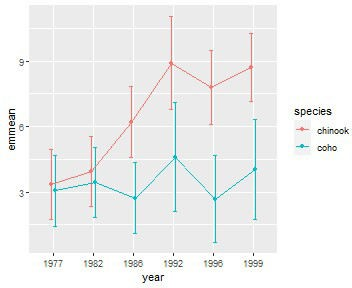 emmean
9
6
3
1977 1982 1986 1992 1996 1999
year
species
chinook
coho